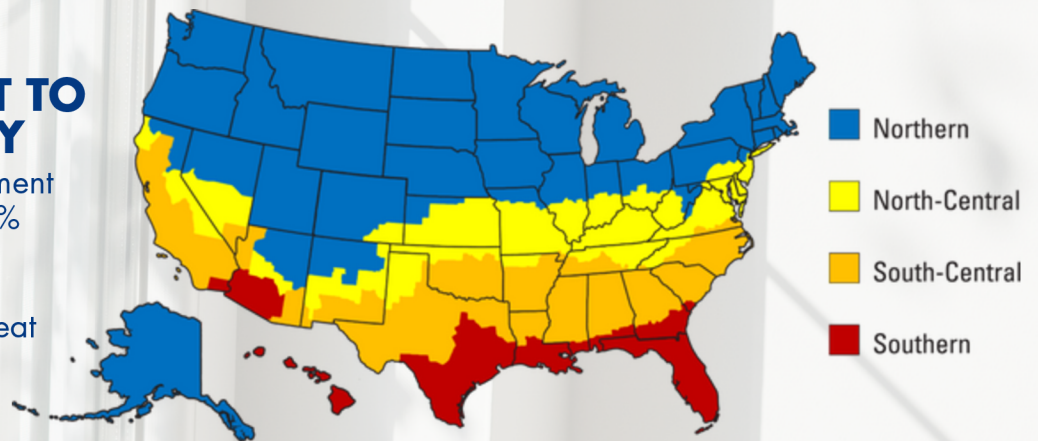 T TO
Y
ment
%
eat
Northern
North-Central
South-Central
Southern